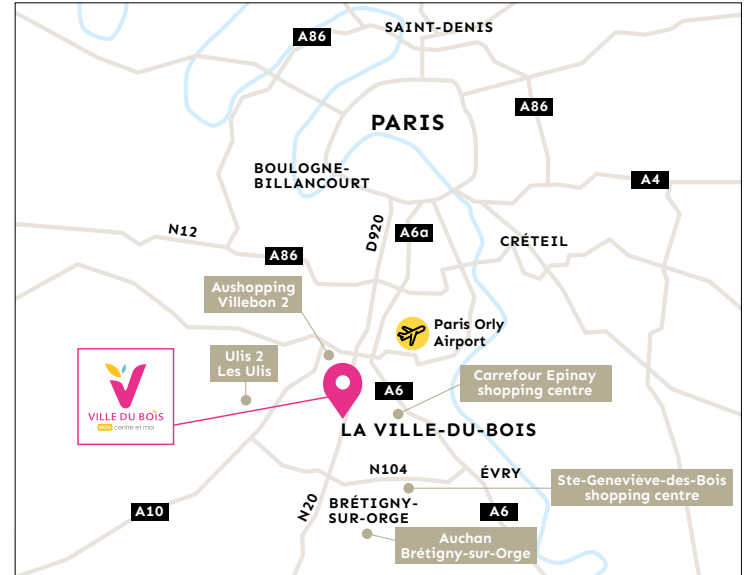 SAINT-DENIS
A86
PARIS
A86
BOULOGNE-
BILLANCOURT
A4
N12
D920
A6a
CRÉTEIL
A86
Aushopping
Villebon 2
Paris Orly
Airport
Ulis 2
Les Ulis
Carrefour Epinay
shopping centre
A6
VILLE DU BOIS
MON centre et moi
LA VILLE-DU-BOIS
N104
ÉVRY
Ste-Geneviève-des-Bois
shopping centre
A10
N20
BRÉTIGNY-
SUR-ORGE
A6
Auchan
Brétigny-sur-Orge